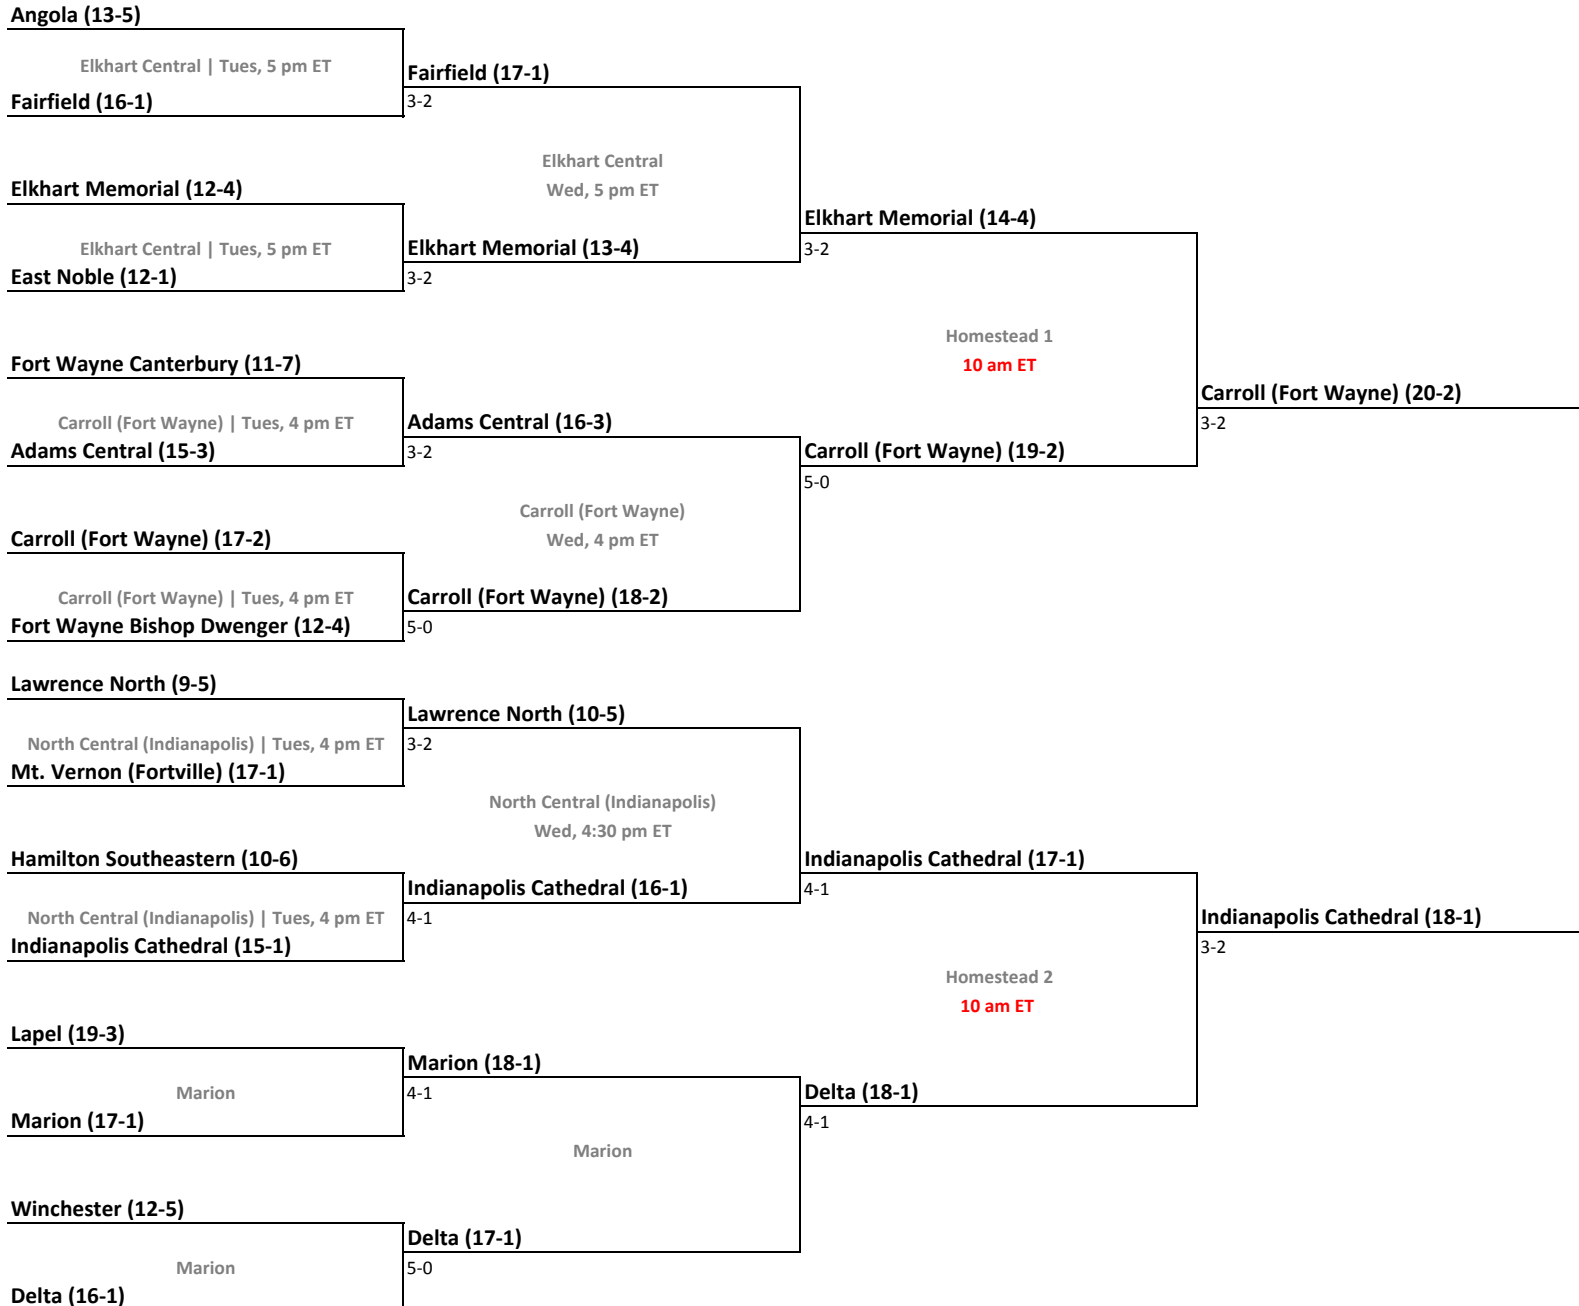 Angola (13-5)
Elkhart Central | Tues, 5 pm ET
Fairfield (16-1)
Fairfield (17-1)
3-2
Elkhart Central
Wed, 5 pm ET
Elkhart Memorial (12-4)
Elkhart Central | Tues, 5 pm ET
East Noble (12-1)
Elkhart Memorial (13-4)
3-2
Elkhart Memorial (14-4)
3-2
Homestead 1
10 am ET
Fort Wayne Canterbury (11-7)
Carroll (Fort Wayne) | Tues, 4 pm ET
Adams Central (15-3)
Adams Central (16-3)
3-2
Carroll (Fort Wayne)
Wed, 4 pm ET
Carroll (Fort Wayne) (17-2)
Carroll (Fort Wayne) | Tues, 4 pm ET
Fort Wayne Bishop Dwenger (12-4)
Carroll (Fort Wayne) (18-2)
5-0
Carroll (Fort Wayne) (19-2)
5-0
Carroll (Fort Wayne) (20-2)
3-2
Lawrence North (9-5)
North Central (Indianapolis) | Tues, 4 pm ET
Mt. Vernon (Fortville) (17-1)
Lawrence North (10-5)
3-2
North Central (Indianapolis)
Wed, 4:30 pm ET
Hamilton Southeastern (10-6)
North Central (Indianapolis) | Tues, 4 pm ET
Indianapolis Cathedral (15-1)
Indianapolis Cathedral (16-1)
4-1
Indianapolis Cathedral (17-1)
4-1
Homestead 2
10 am ET
Indianapolis Cathedral (18-1)
3-2
Lapel (19-3)
Marion
Marion (17-1)
Marion (18-1)
4-1
Marion
Winchester (12-5)
Marion
Delta (16-1)
Delta (17-1)
5-0
Delta (18-1)
4-1